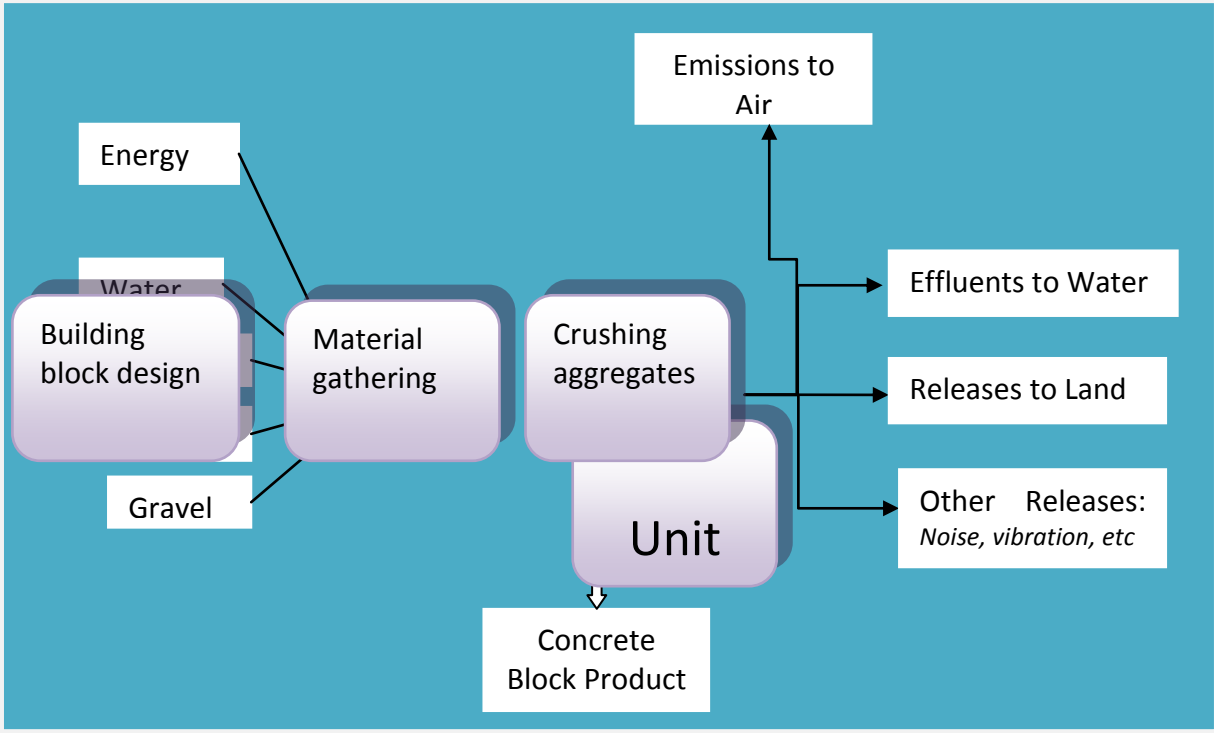 Emissions to
Air
Energy
Water
Effluents to Water
Building
block design
Material
gathering
Crushing
aggregates
Releases to Land
Gravel
Other Releases:
Noise, vibration, etc
Unit
Concrete
Block Product